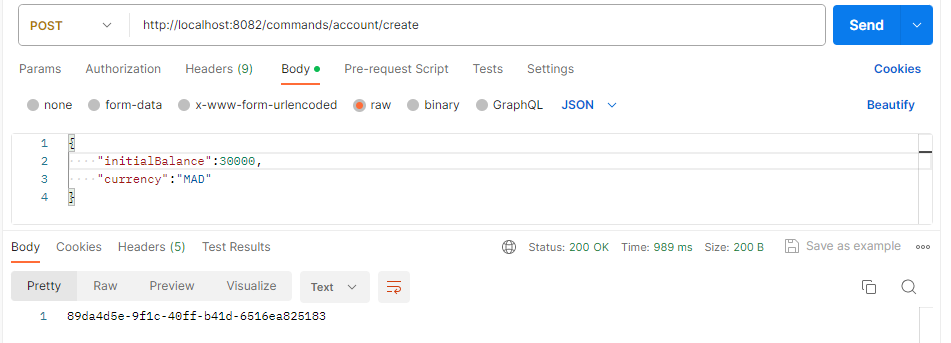 POST http://localhost:8082/commands/account/create Send
Params Authorization Headers (9) Body Pre-request Script Tests Settings Cookies
none form-data x-www-form-urlencoded raw binary GraphQL JSON Beautify
1 {
2 "initialBalance":30000,
3 "currency":"MAD"
4 }
Body Cookies Headers (5) Test Results Status: 200 OK Time: 989 ms Size: 200 B Save as example
Pretty Raw Preview Visualize Text
1 89da4d5e-9f1c-40ff-b41d-6516ea825183